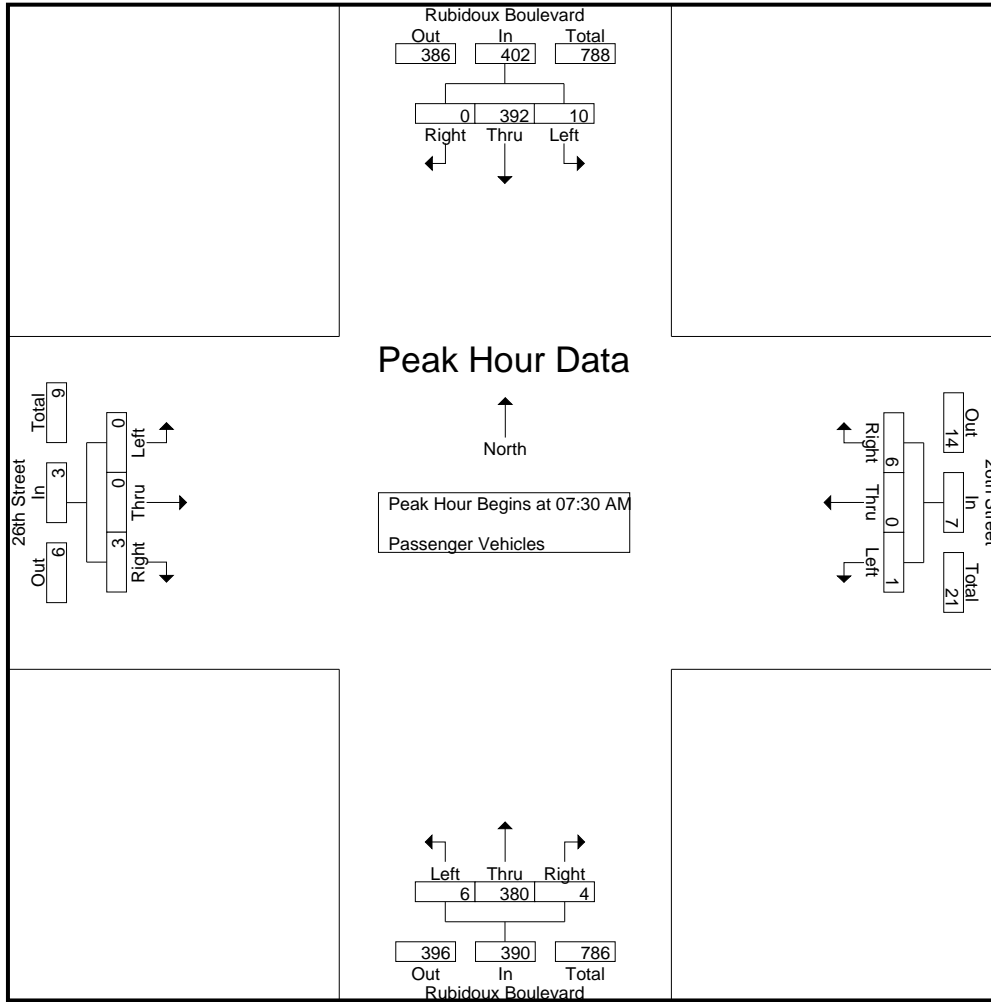 Rubidoux Boulevard
Out In Total
386 402 788
0 392 10
Right Thru Left
Peak Hour Data
North
Peak Hour Begins at 07:30 AM
Passenger Vehicles
26th Street
Total In Out
9 3 6
0 0 3
Left Thru Right
Right Thru Left
6 0 1
Out In Total
14 7 21
26th Street
Left Thru Right
6 380 4
396 390 786
Out In Total
Rubidoux Boulevard